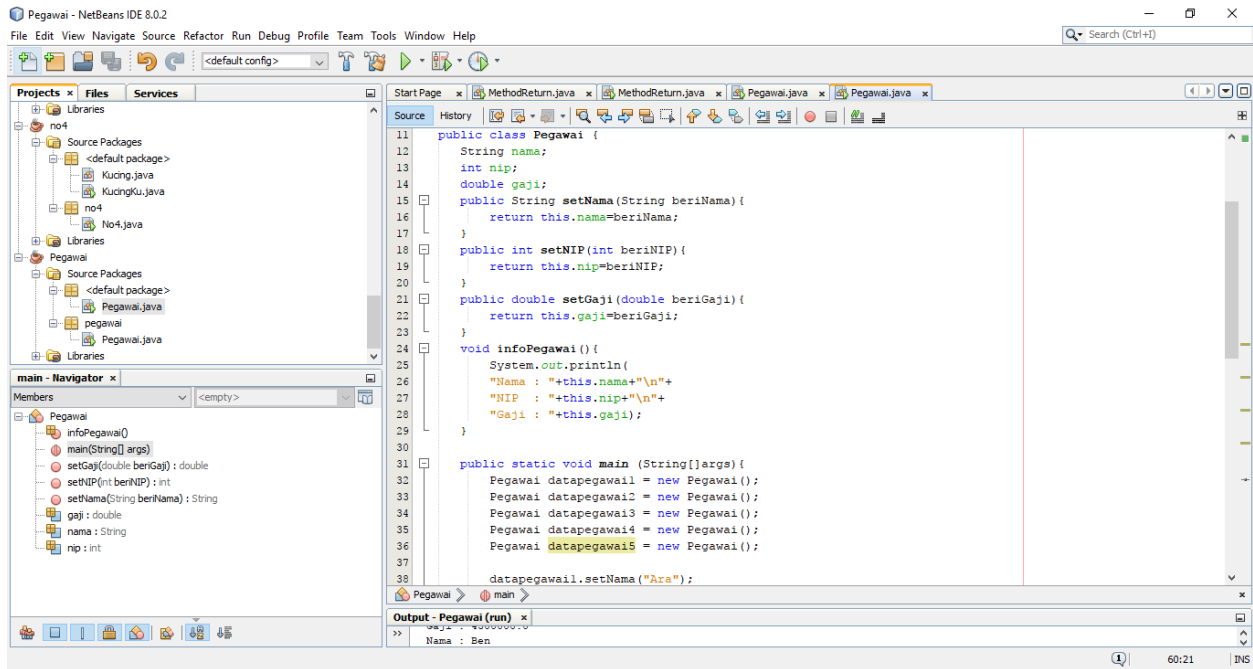 Pegawai - NetBeans IDE 8.0.2
File Edit View Navigate Source Refactor Run Debug Profile Team Tools Window Help
Search (Ctrl+I)
<default config>
Projects Files Services
Libraries
no4
Source Packages
<default package>
Kucing.java
KucingKu.java
no4
No4.java
Libraries
Pegawai
Source Packages
<default package>
Pegawai.java
pegawai
Pegawai.java
Libraries
main - Navigator
Members <empty>
Pegawai
infoPegawai()
main(String[] args)
setGaji(double beriGaji) : double
setNIP(int beriNIP) : int
setNama(String beriNama) : String
gaji : double
nama : String
nip : int
Start Page MethodReturn.java MethodReturn.java Pegawai.java Pegawai.java
Source History
11 public class Pegawai {
12 String nama;
13 int nip;
14 double gaji;
15 public String setNama(String beriNama){
16 return this.nama=beriNama;
17 }
18 public int setNIP(int beriNIP){
19 return this.nip=beriNIP;
20 }
21 public double setGaji(double beriGaji){
22 return this.gaji=beriGaji;
23 }
24 void infoPegawai(){
25 System.out.println(
26 "Nama : "+this.nama+"\n"+
27 "NIP  : "+this.nip+"\n"+
28 "Gaji : "+this.gaji);
29 }
30
31 public static void main (String[]args){
32 Pegawai datapegawai1 = new Pegawai();
33 Pegawai datapegawai2 = new Pegawai();
34 Pegawai datapegawai3 = new Pegawai();
35 Pegawai datapegawai4 = new Pegawai();
36 Pegawai datapegawai5 = new Pegawai();
37
38 datapegawai1.setNama("Ara");
Pegawai main
Output - Pegawai (run)
Nama : Ben
1 60:21 INS